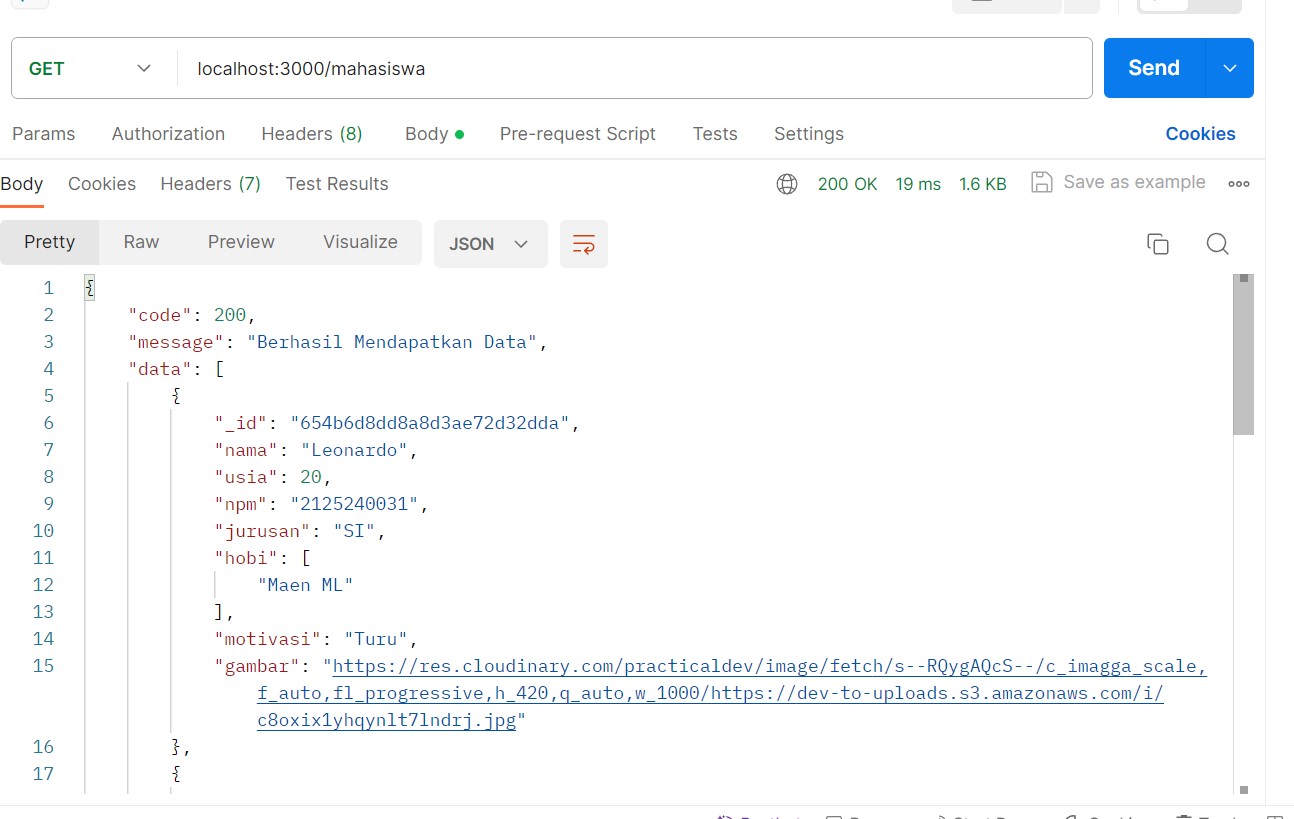 GET localhost:3000/mahasiswa Send
Params Authorization Headers (8) Body Pre-request Script Tests Settings Cookies
Body Cookies Headers (7) Test Results 200 OK 19 ms 1.6 KB Save as example
Pretty Raw Preview Visualize JSON
1 {
2 "code": 200,
3 "message": "Berhasil Mendapatkan Data",
4 "data": [
5 {
6 "_id": "654b6d8dd8a8d3ae72d32dda",
7 "nama": "Leonardo",
8 "usia": 20,
9 "npm": "2125240031",
10 "jurusan": "SI",
11 "hobi": [
12 "Maen ML"
13 ],
14 "motivasi": "Turu",
15 "gambar": "https://res.cloudinary.com/practicaldev/image/fetch/s--RQygAQcS--/c_imagga_scale,
f_auto,fl_progressive,h_420,q_auto,w_1000/https://dev-to-uploads.s3.amazonaws.com/i/
c8oxix1yhqynlt7lndrj.jpg"
16 },
17 {